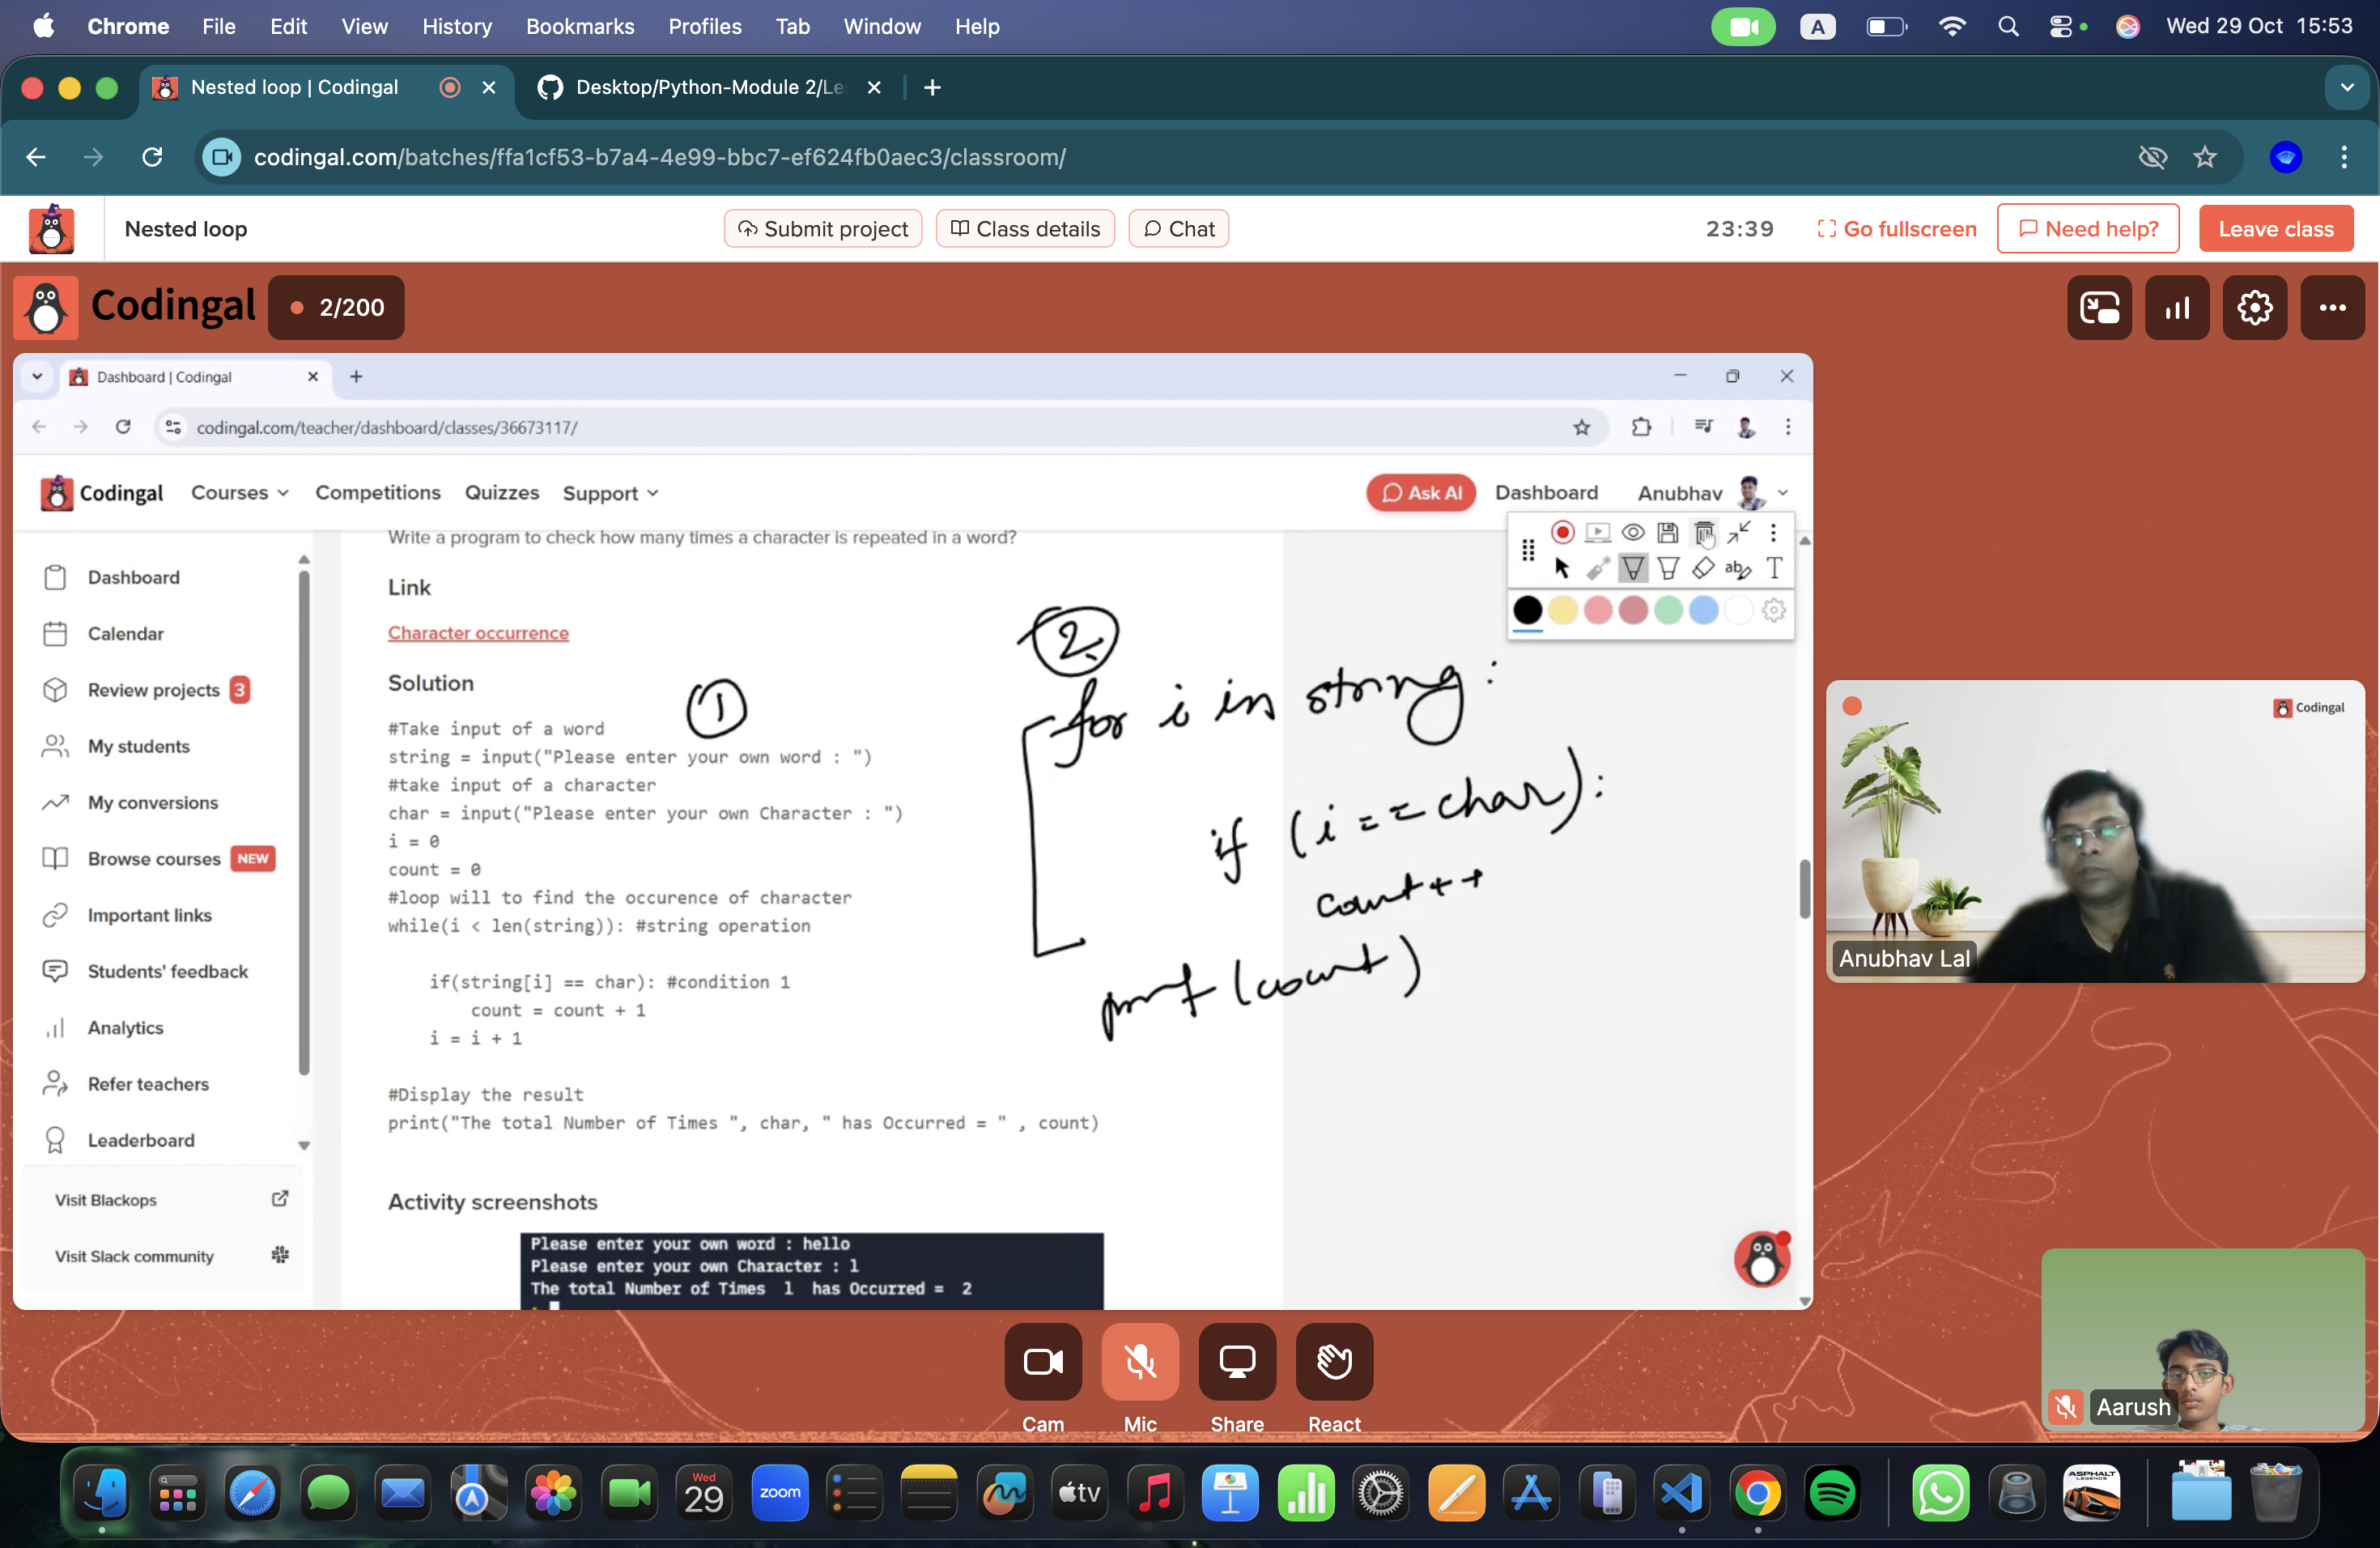 Chrome File Edit View History Bookmarks Profiles Tab Window Help A Wed 29 Oct 15:53
Nested loop | Codingal Desktop/Python-Module 2/Le
codingal.com/batches/ffa1cf53-b7a4-4e99-bbc7-ef624fb0aec3/classroom/
Nested loop Submit project Class details Chat 23:39 Go fullscreen Need help? Leave class
Codingal 2/200
Dashboard | Codingal
codingal.com/teacher/dashboard/classes/36673117/
Codingal Courses Competitions Quizzes Support Ask AI Dashboard Anubhav
Dashboard
Calendar
Review projects 3
My students
My conversions
Browse courses NEW
Important links
Students' feedback
Analytics
Refer teachers
Leaderboard
Visit Blackops
Visit Slack community
Write a program to check how many times a character is repeated in a word?
Link
Character occurrence
Solution
#Take input of a word
string = input("Please enter your own word : ")
#take input of a character
char = input("Please enter your own Character : ")
i = 0
count = 0
#loop will to find the occurence of character
while(i < len(string)): #string operation
if(string[i] == char): #condition 1
count = count + 1
i = i + 1
#Display the result
print("The total Number of Times ", char, " has Occurred = " , count)
Activity screenshots
Please enter your own word : hello
Please enter your own Character : l
The total Number of Times  l  has Occurred =  2
1
2
for i in string :
if (i == char):
count++
print (count)
ab T
Codingal
Anubhav Lal
Aarush
Cam Mic Share React
Wed
29
zoom
tv
ASPHALT
LEGENDS